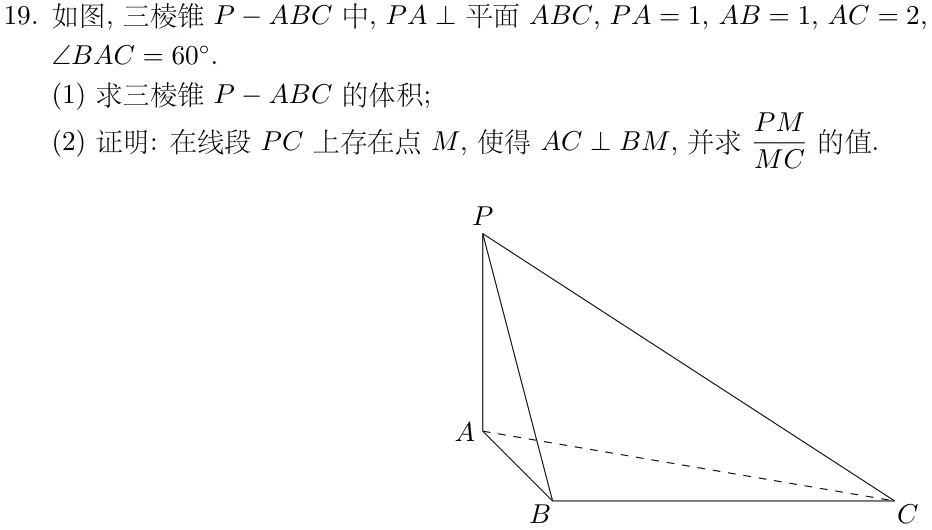 19. 如图, 三棱锥 P − ABC 中, PA ⊥ 平面 ABC, PA = 1, AB = 1, AC = 2,
∠BAC = 60°.
(1) 求三棱锥 P − ABC 的体积;
(2) 证明: 在线段 PC 上存在点 M, 使得 AC ⊥ BM, 并求 \frac{PM}{MC} 的值.
P
A
B
C